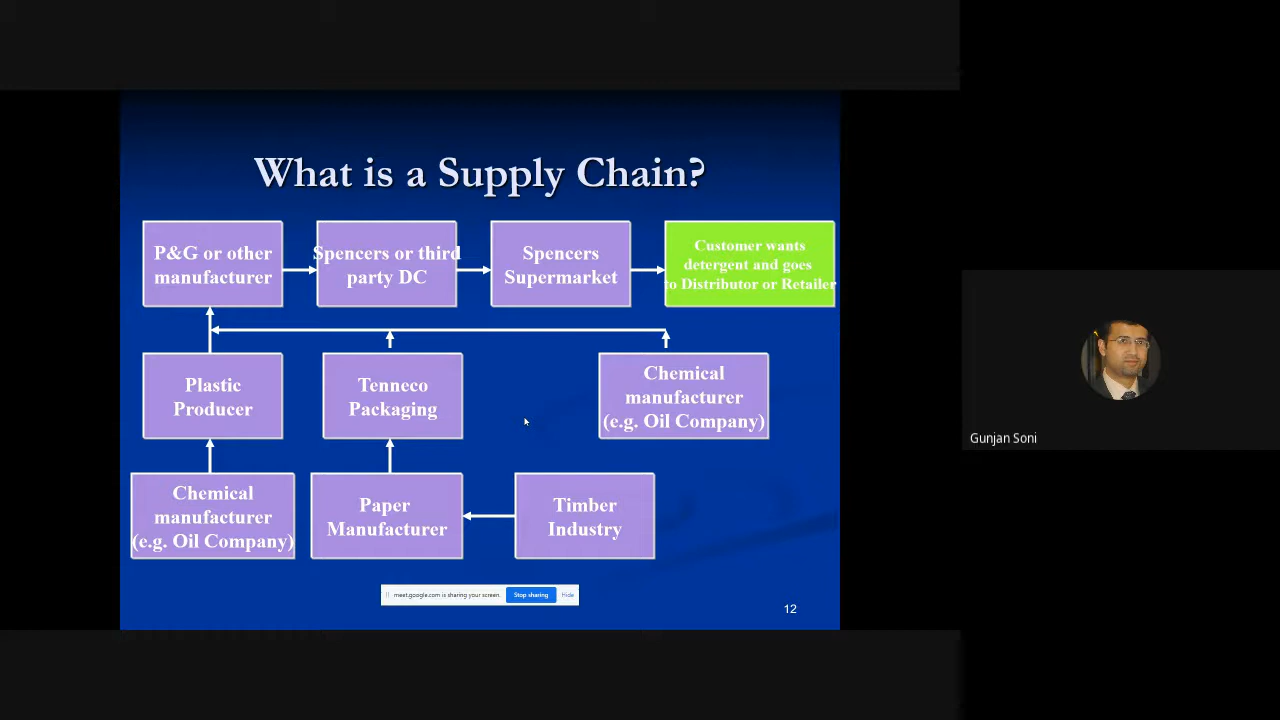 What is a Supply Chain?
P&G or other
manufacturer
Spencers or third
party DC
Spencers
Supermarket
Customer wants
detergent and goes
to Distributor or Retailer
Plastic
Producer
Tenneco
Packaging
Chemical
manufacturer
(e.g. Oil Company)
Chemical
manufacturer
(e.g. Oil Company)
Paper
Manufacturer
Timber
Industry
meet.google.com is sharing your screen.
Stop sharing
Hide
12
Gunjan Soni